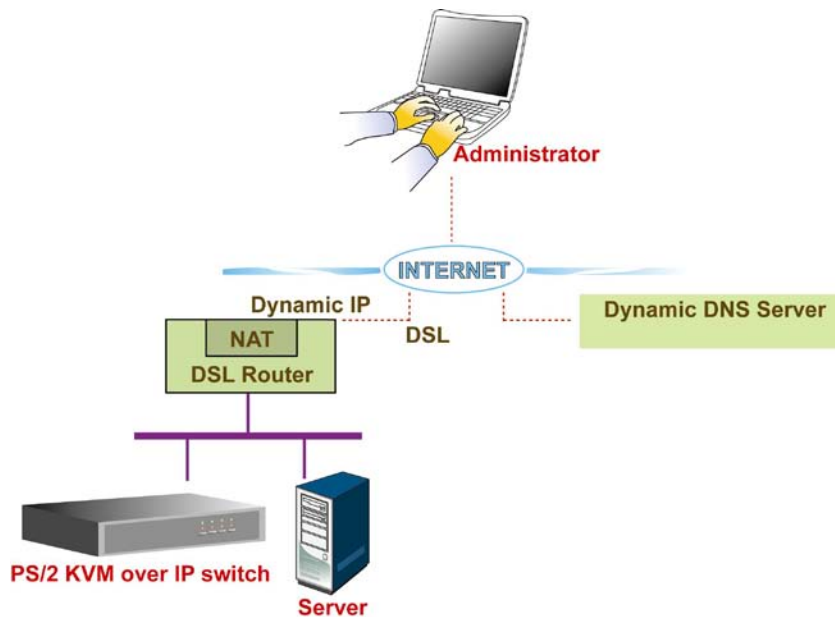 Administrator
INTERNET
Dynamic IP
DSL
Dynamic DNS Server
NAT
DSL Router
PS/2 KVM over IP switch
Server